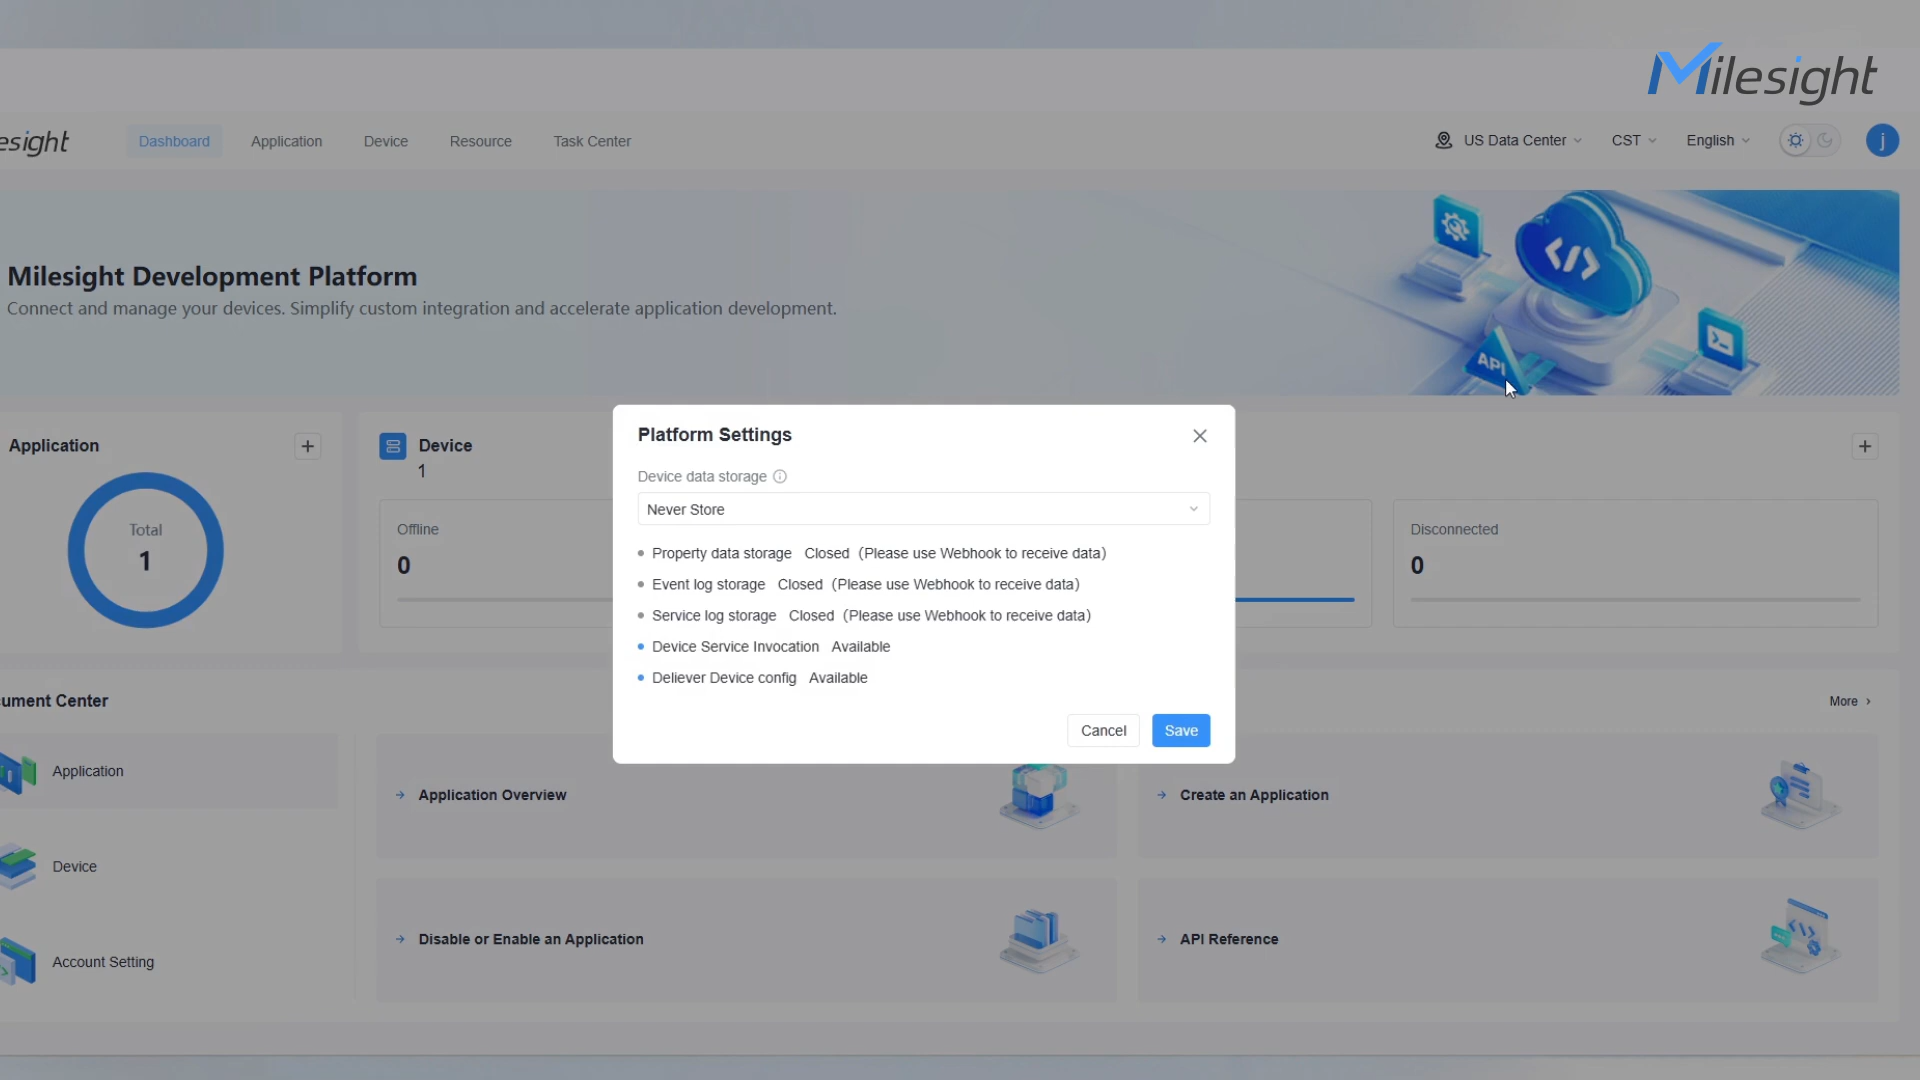 Milesight
esight
Dashboard
Application
Device
Resource
Task Center
US Data Center
CST
English
j
Milesight Development Platform
Connect and manage your devices. Simplify custom integration and accelerate application development.
API
Application
Total
1
Device
1
Offline
0
Disconnected
0
Platform Settings
Device data storage
Never Store
Property data storage Closed (Please use Webhook to receive data)
Event log storage Closed (Please use Webhook to receive data)
Service log storage Closed (Please use Webhook to receive data)
Device Service Invocation Available
Deliever Device config Available
Cancel
Save
ument Center
More
Application
Device
Account Setting
Application Overview
Create an Application
Disable or Enable an Application
API Reference